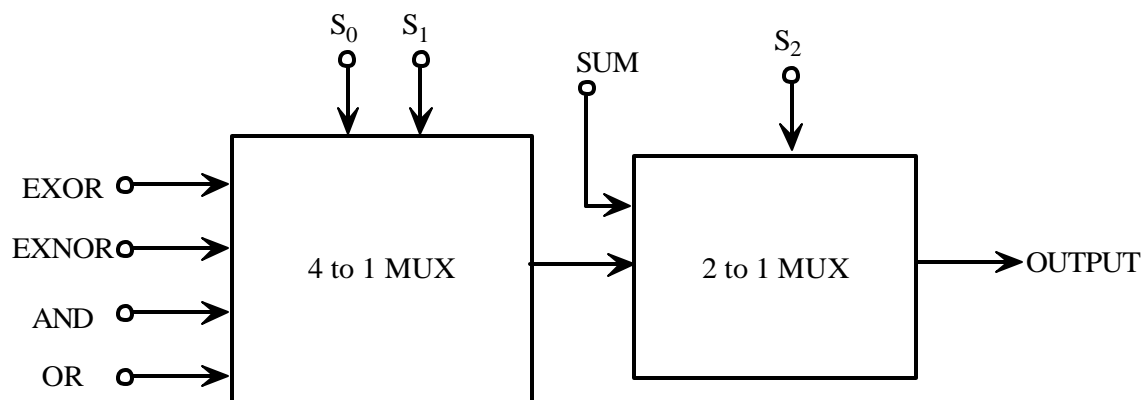 S₀ S₁
SUM
S₂
EXOR
EXNOR
4 to 1 MUX
2 to 1 MUX
OUTPUT
AND
OR